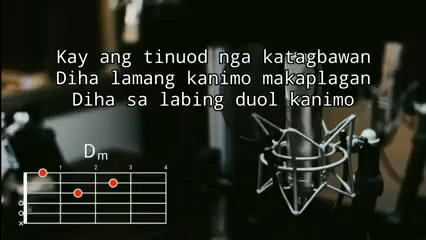 Kay ang tinuod nga katagbawan
Diha lamang kanimo makaplagan
Diha sa labing duol kanimo
Dm
1 2 3 4
x